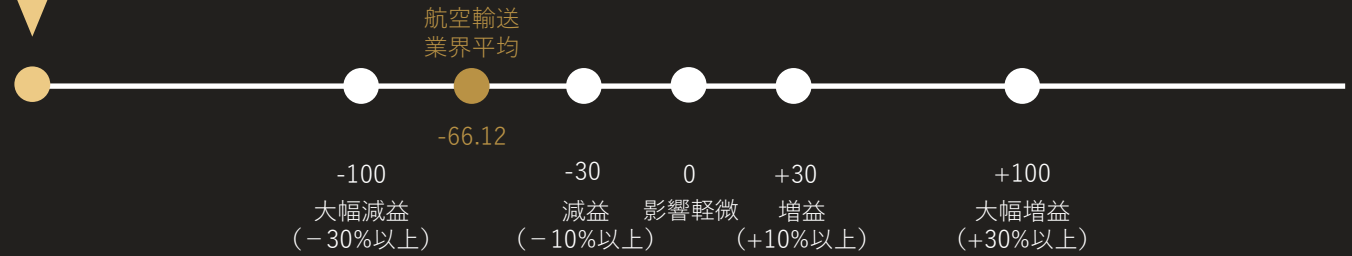 航空輸送
業界平均
-66.12
-100
大幅減益
（－30%以上）
-30
減益
（－10%以上）
0
影響軽微
+30
増益
（+10%以上）
+100
大幅増益
（+30%以上）